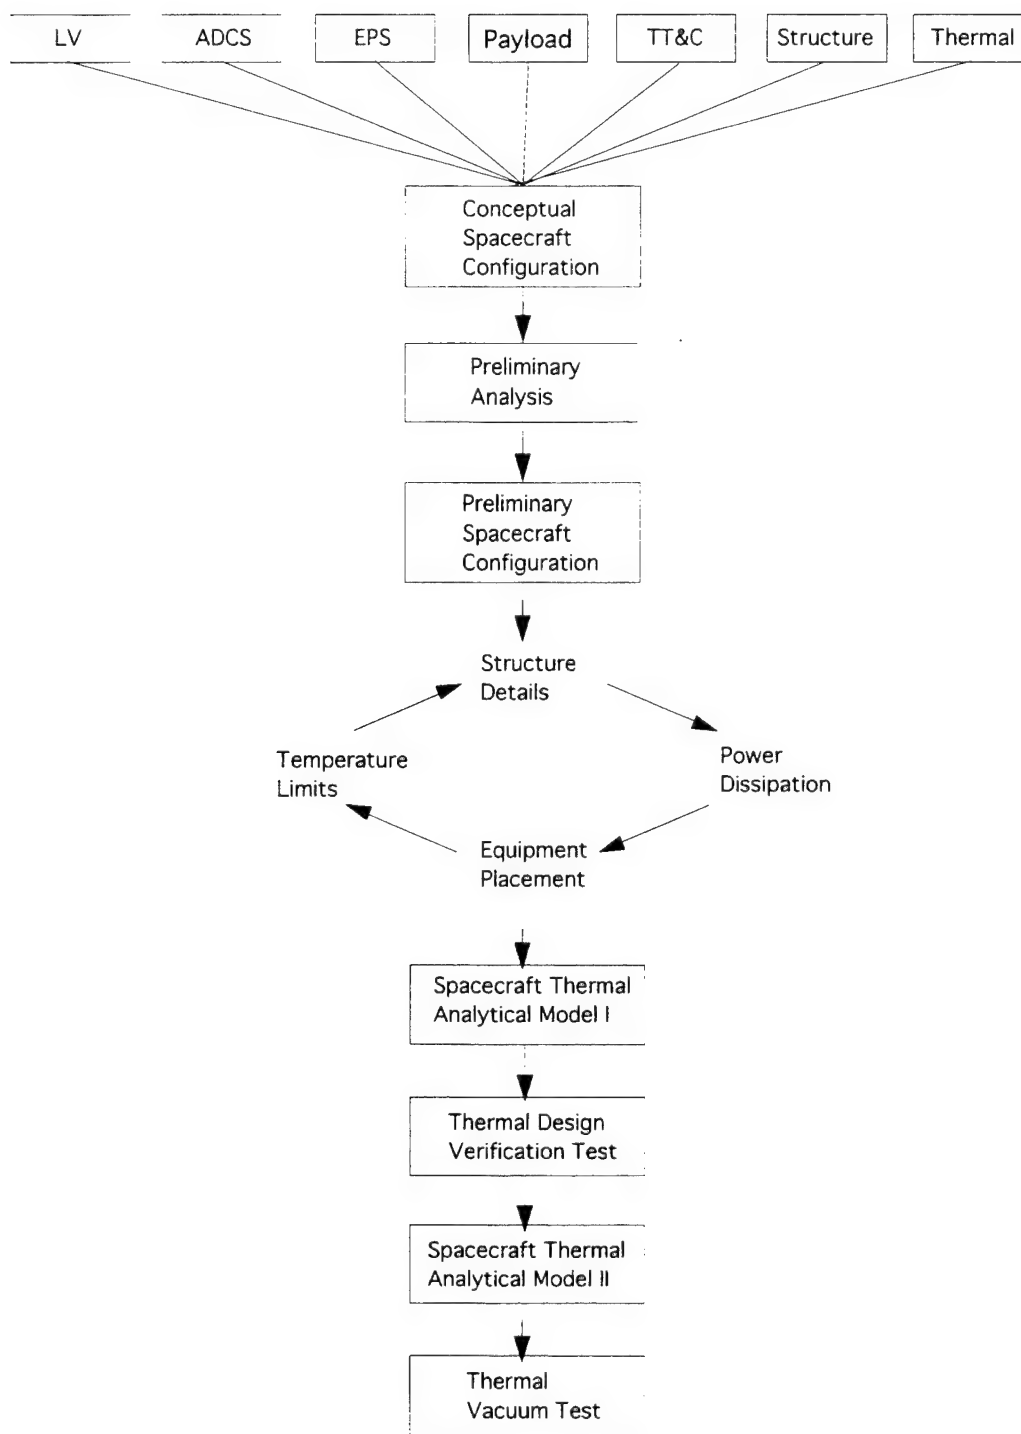 LV
ADCS
EPS
Payload
TT&C
Structure
Thermal
Conceptual
Spacecraft
Configuration
Preliminary
Analysis
Preliminary
Spacecraft
Configuration
Structure
Details
Temperature
Limits
Power
Dissipation
Equipment
Placement
Spacecraft Thermal
Analytical Model I
Thermal Design
Verification Test
Spacecraft Thermal
Analytical Model II
Thermal
Vacuum Test